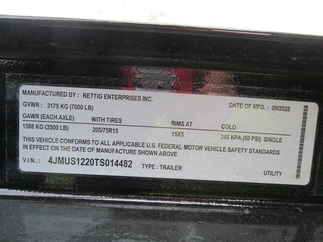 MANUFACTURED BY : RETTIG ENTERPRISES INC.
GVWR : 3175 KG (7000 LB) DATE OF MFG. : 09/2025
GAWR (EACH AXLE) WITH TIRES RIMS AT COLD
1588 KG (3500 LB) 205/75R15 15X5 345 KPA (50 PSI) SINGLE
THIS VEHICLE CONFORMS TO ALL APPLICABLE U.S. FEDERAL MOTOR VEHICLE SAFETY STANDARDS
IN EFFECT ON THE DATE OF MANUFACTURE SHOWN ABOVE
V.I.N. : 4JMUS1220TS014482 TYPE : TRAILER UTILITY